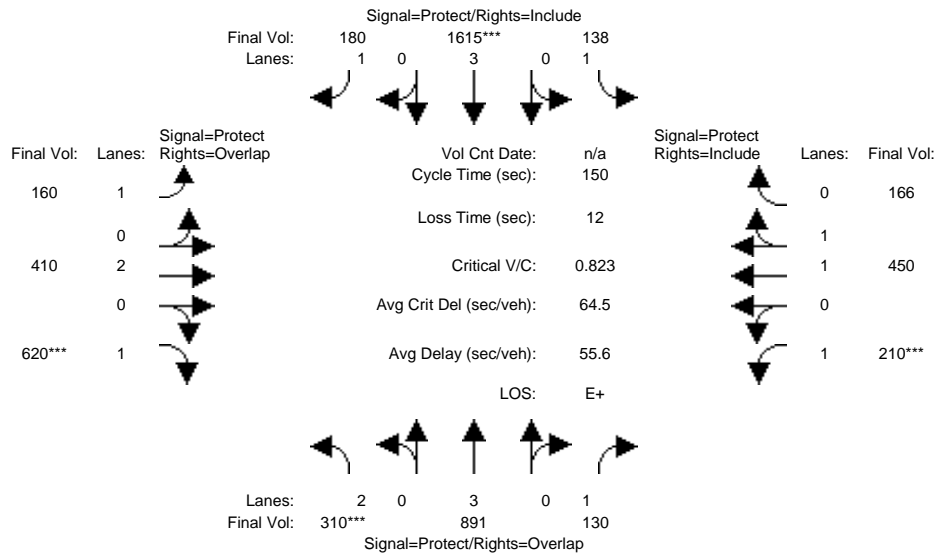 Signal=Protect/Rights=Include
Final Vol: 180 1615*** 138
Lanes: 1 0 3 0 1
Signal=Protect Signal=Protect
Final Vol: Lanes: Rights=Overlap Vol Cnt Date: n/a Rights=Include Lanes: Final Vol:
Cycle Time (sec): 150
160 1 0 166
Loss Time (sec): 12
0 1
410 2 Critical V/C: 0.823 1 450
0 Avg Crit Del (sec/veh): 64.5 0
620*** 1 Avg Delay (sec/veh): 55.6 1 210***
LOS: E+
Lanes: 2 0 3 0 1
Final Vol: 310*** 891 130
Signal=Protect/Rights=Overlap